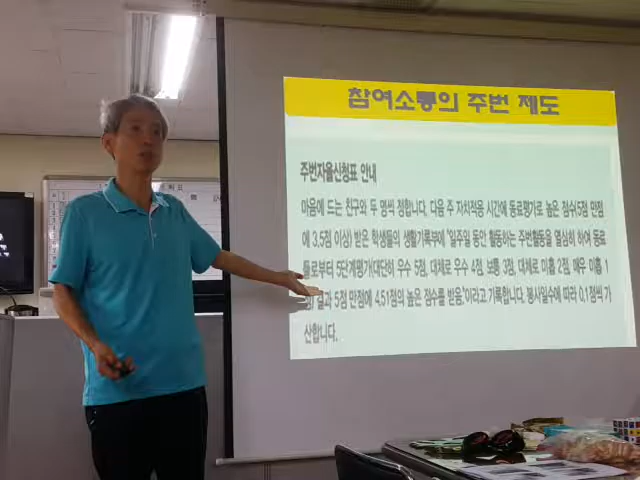 참여소통의 주번 제도
주번자율신청표 안내
마음에 드는 친구와 두 명씩 정합니다. 다음 주 자치적응 시간에 동료평가로 높은 점수(5점 만점
에 3.5점 이상) 받은 학생들의 생활기록부에 '일주일 동안 활동하는 주번활동을 열심히 하여 동료
들로부터 5단계평가(대단히 우수 5점, 대체로 우수 4점, 보통 3점, 대체로 미흡 2점, 매우 미흡 1
점) 결과 5점 만점에 4.51점의 높은 점수를 받음.'이라고 기록합니다. 봉사일수에 따라 0.1점씩 가
산합니다.